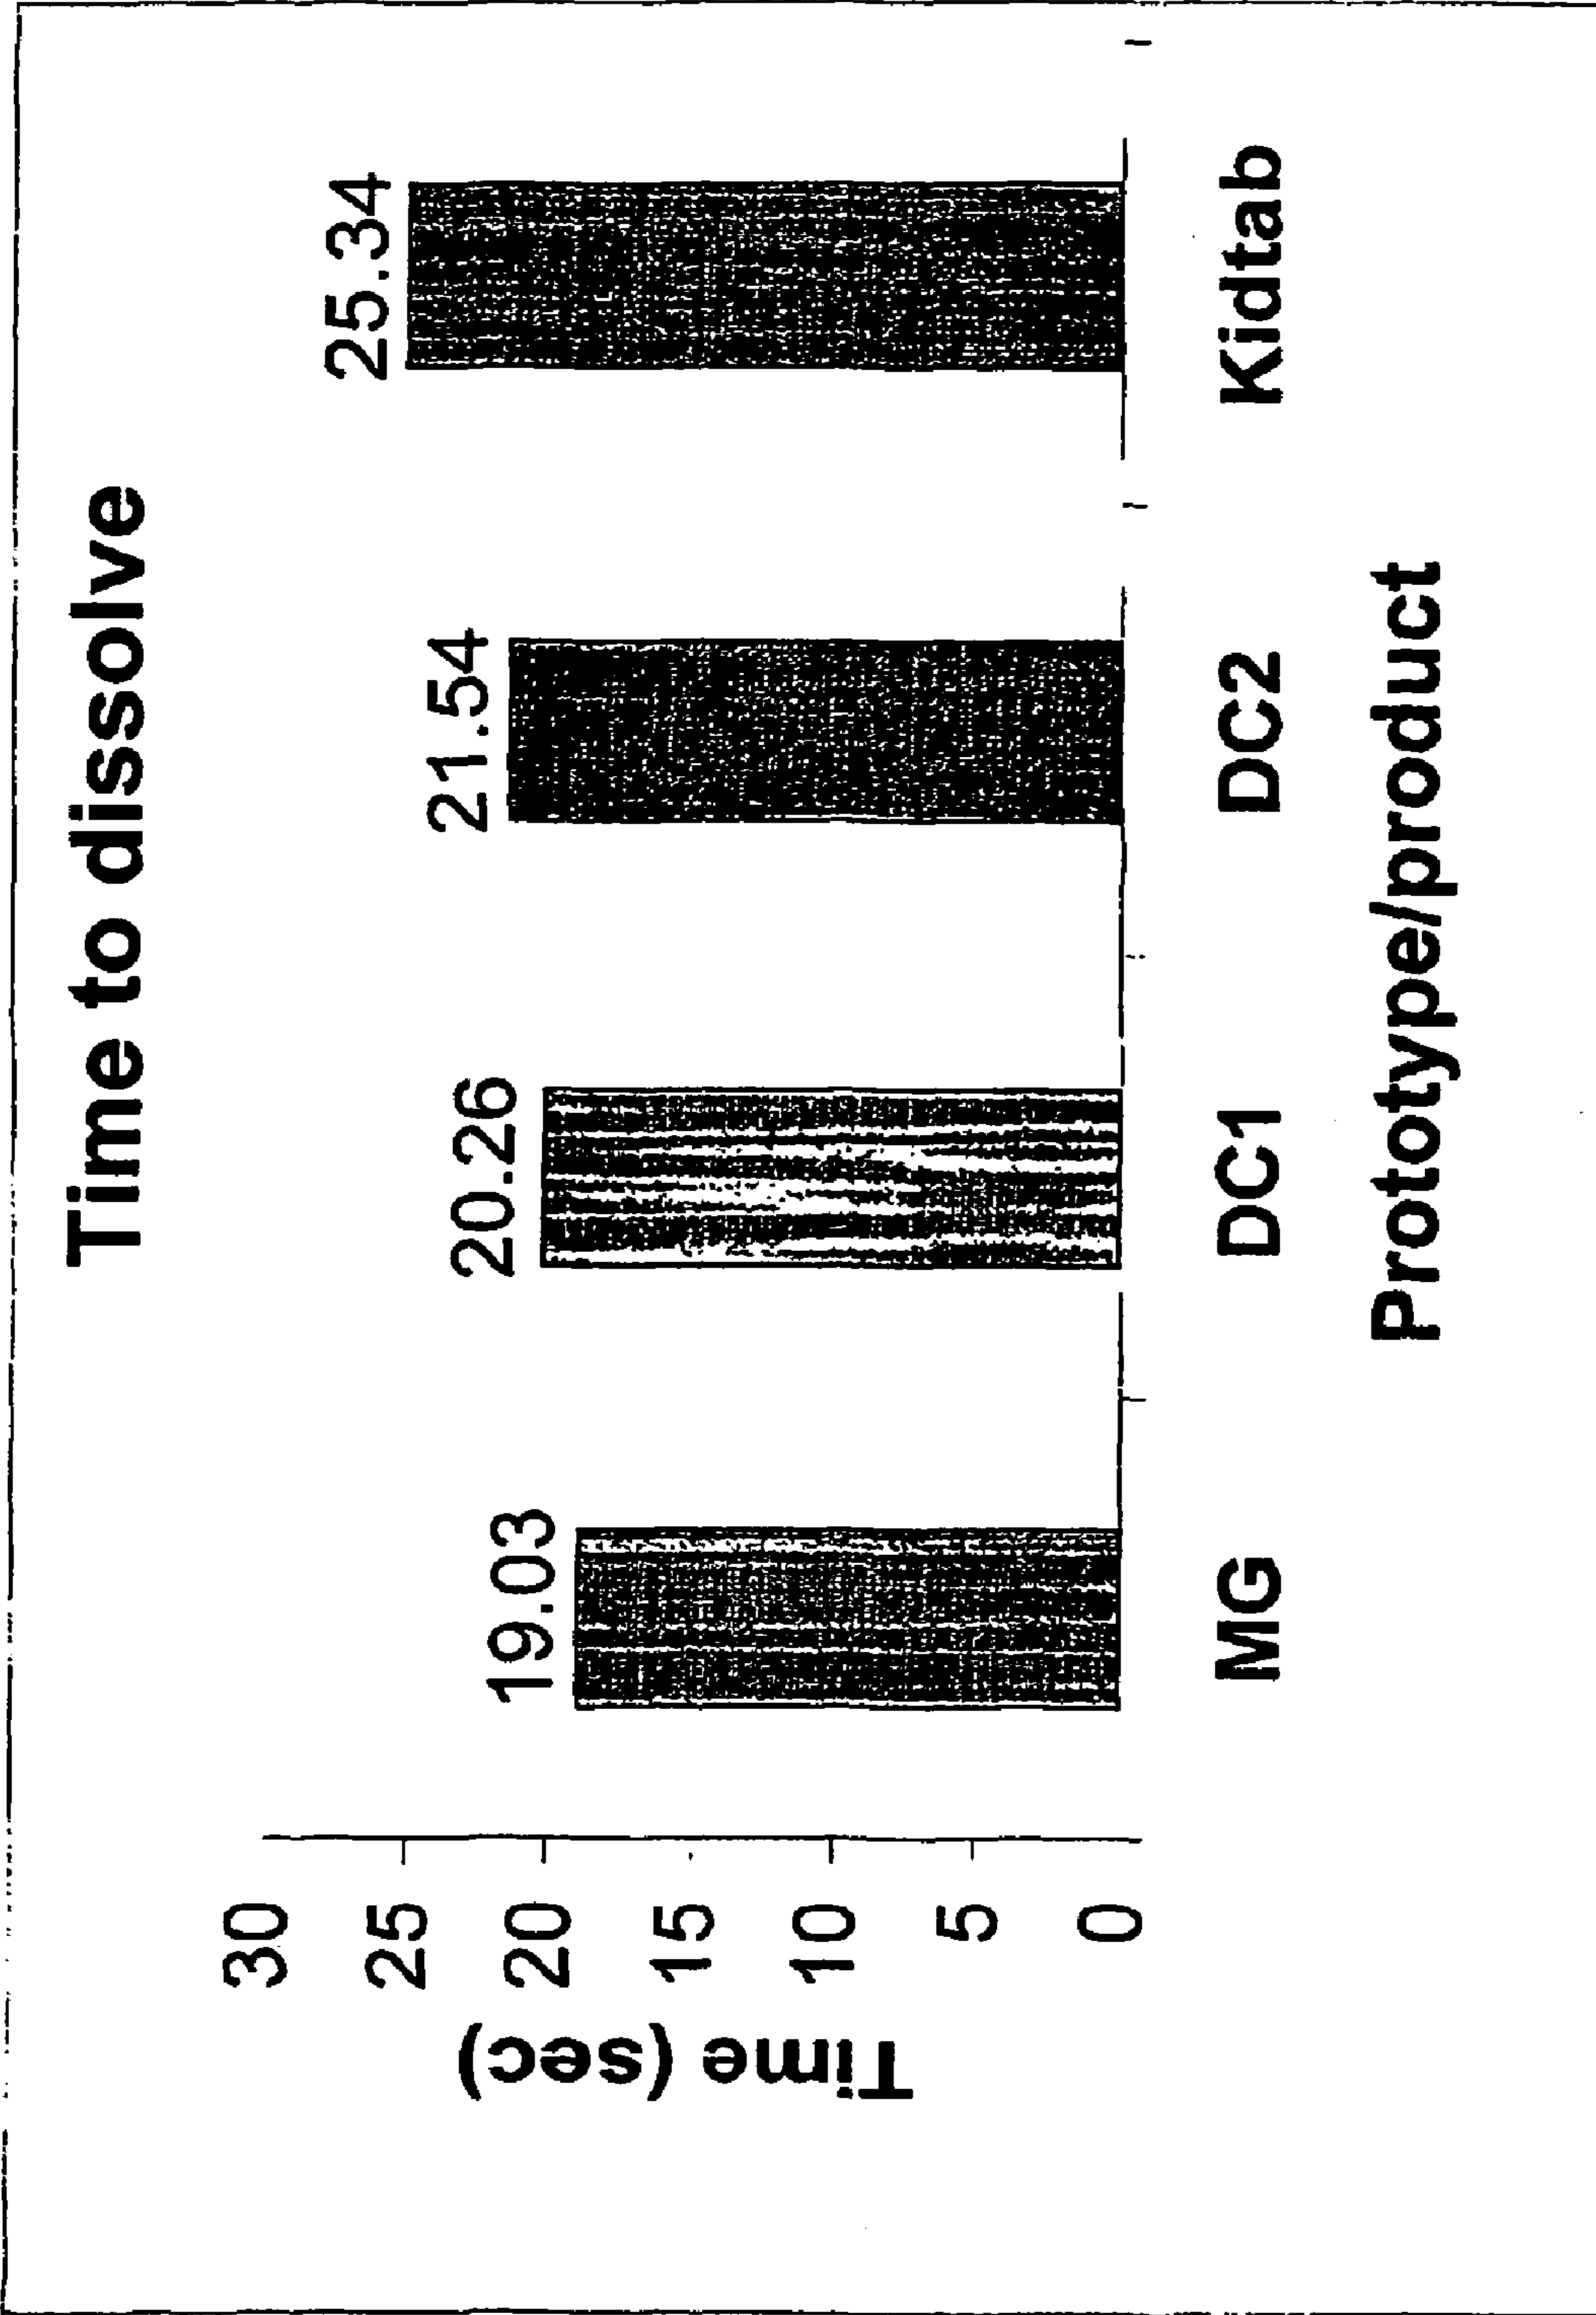 Time to dissolve
30
25
20
15
10
5
0
Time (sec)
19.03
20.26
21.54
25.34
MG
DC1
DC2
Kidtab
Prototype/product